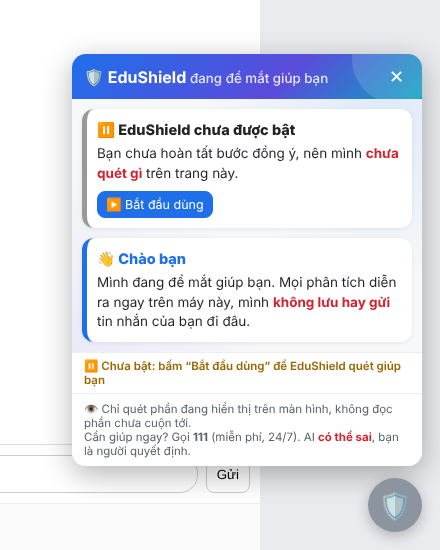 EduShield đang để mắt giúp bạn
EduShield chưa được bật
Bạn chưa hoàn tất bước đồng ý, nên mình chưa
quét gì trên trang này.
Bắt đầu dùng
Chào bạn
Mình đang để mắt giúp bạn. Mọi phân tích diễn
ra ngay trên máy này, mình không lưu hay gửi
tin nhắn của bạn đi đâu.
Chưa bật: bấm “Bắt đầu dùng” để EduShield quét giúp
bạn
Chỉ quét phần đang hiển thị trên màn hình, không đọc
phần chưa cuộn tới.
Cần giúp ngay? Gọi 111 (miễn phí, 24/7). AI có thể sai, bạn
là người quyết định.
Gửi